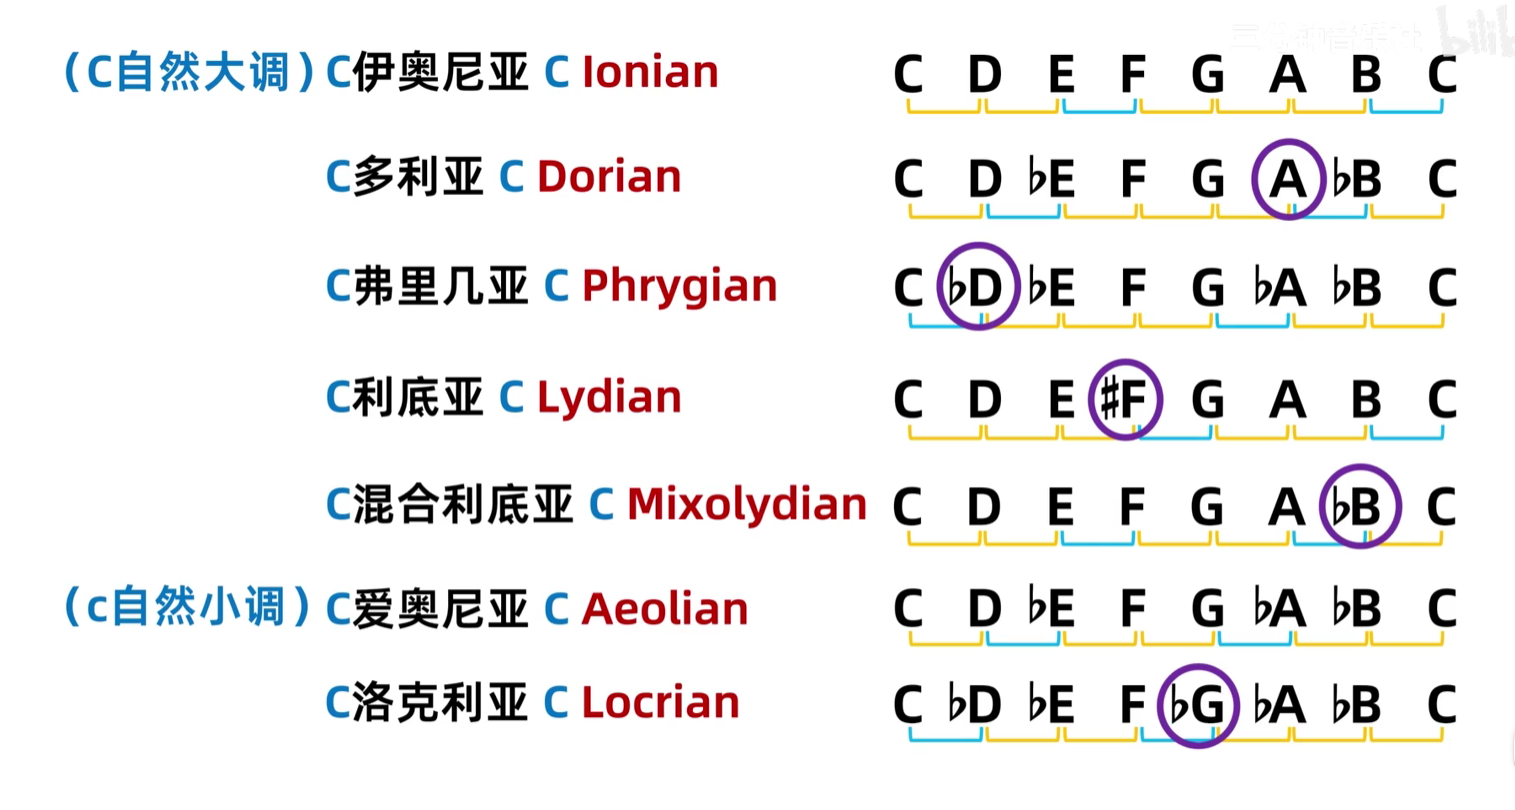 bilibili
(C自然大调) C伊奥尼亚 C Ionian C D E F G A B C
C多利亚 C Dorian C D ♭E F G A ♭B C
C弗里几亚 C Phrygian C ♭D ♭E F G ♭A ♭B C
C利底亚 C Lydian C D E ♯F G A B C
C混合利底亚 C Mixolydian C D E F G A ♭B C
(c自然小调) C爱奥尼亚 C Aeolian C D ♭E F G ♭A ♭B C
C洛克利亚 C Locrian C ♭D ♭E F ♭G ♭A ♭B C